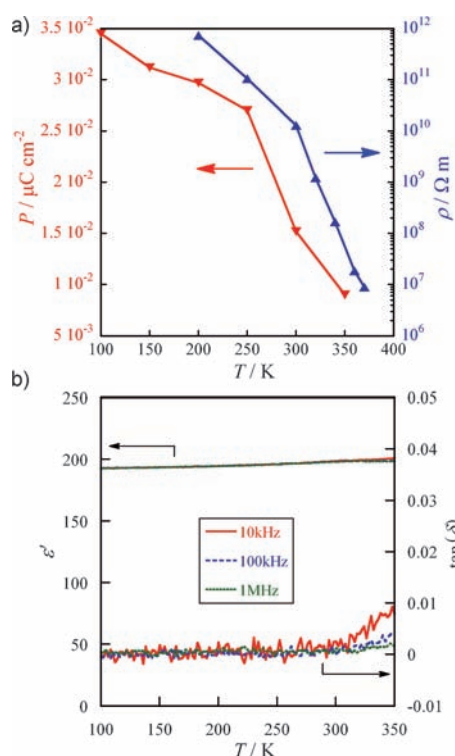 a)
3.5 10⁻²
3 10⁻²
2.5 10⁻²
2 10⁻²
1.5 10⁻²
1 10⁻²
5 10⁻³
P / µC cm⁻²
10¹²
10¹¹
10¹⁰
10⁹
10⁸
10⁷
10⁶
ρ / Ω m
100 150 200 250 300 350 400
T / K
b)
250
200
150
100
50
0
ε'
10kHz
100kHz
1MHz
0.05
0.04
0.03
0.02
0.01
0
-0.01
tan(δ)
100 150 200 250 300 350
T / K